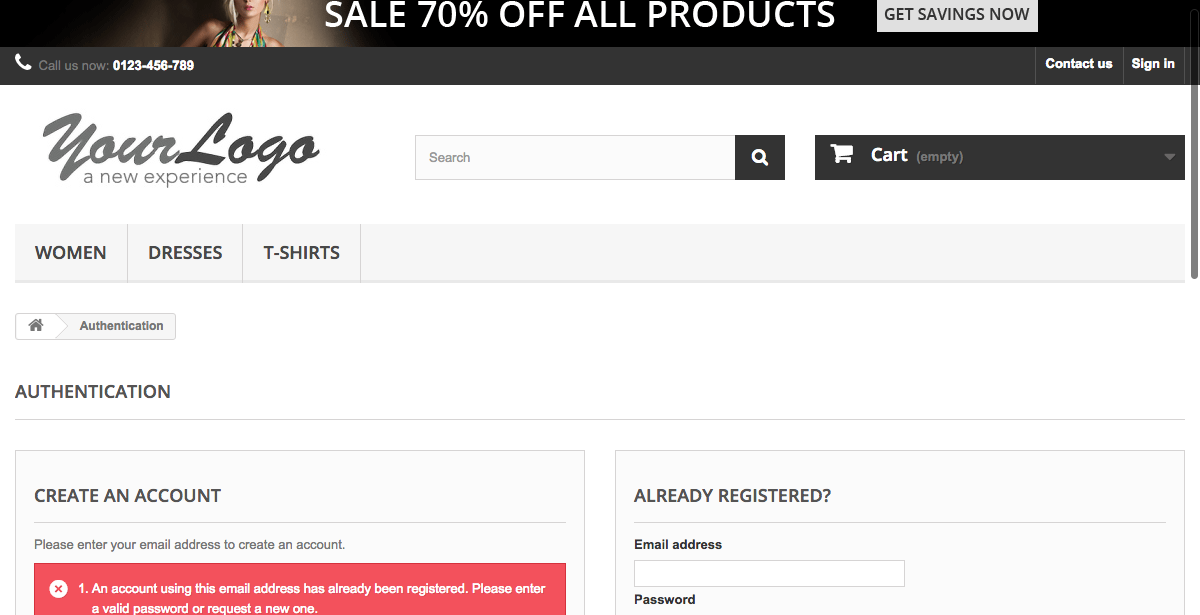 SALE 70% OFF ALL PRODUCTS
GET SAVINGS NOW
Call us now: 0123-456-789
Contact us
Sign in
YourLogo
a new experience
Search
Cart (empty)
WOMEN
DRESSES
T-SHIRTS
Authentication
AUTHENTICATION
CREATE AN ACCOUNT
Please enter your email address to create an account.
1. An account using this email address has already been registered. Please enter
a valid password or request a new one.
ALREADY REGISTERED?
Email address
Password